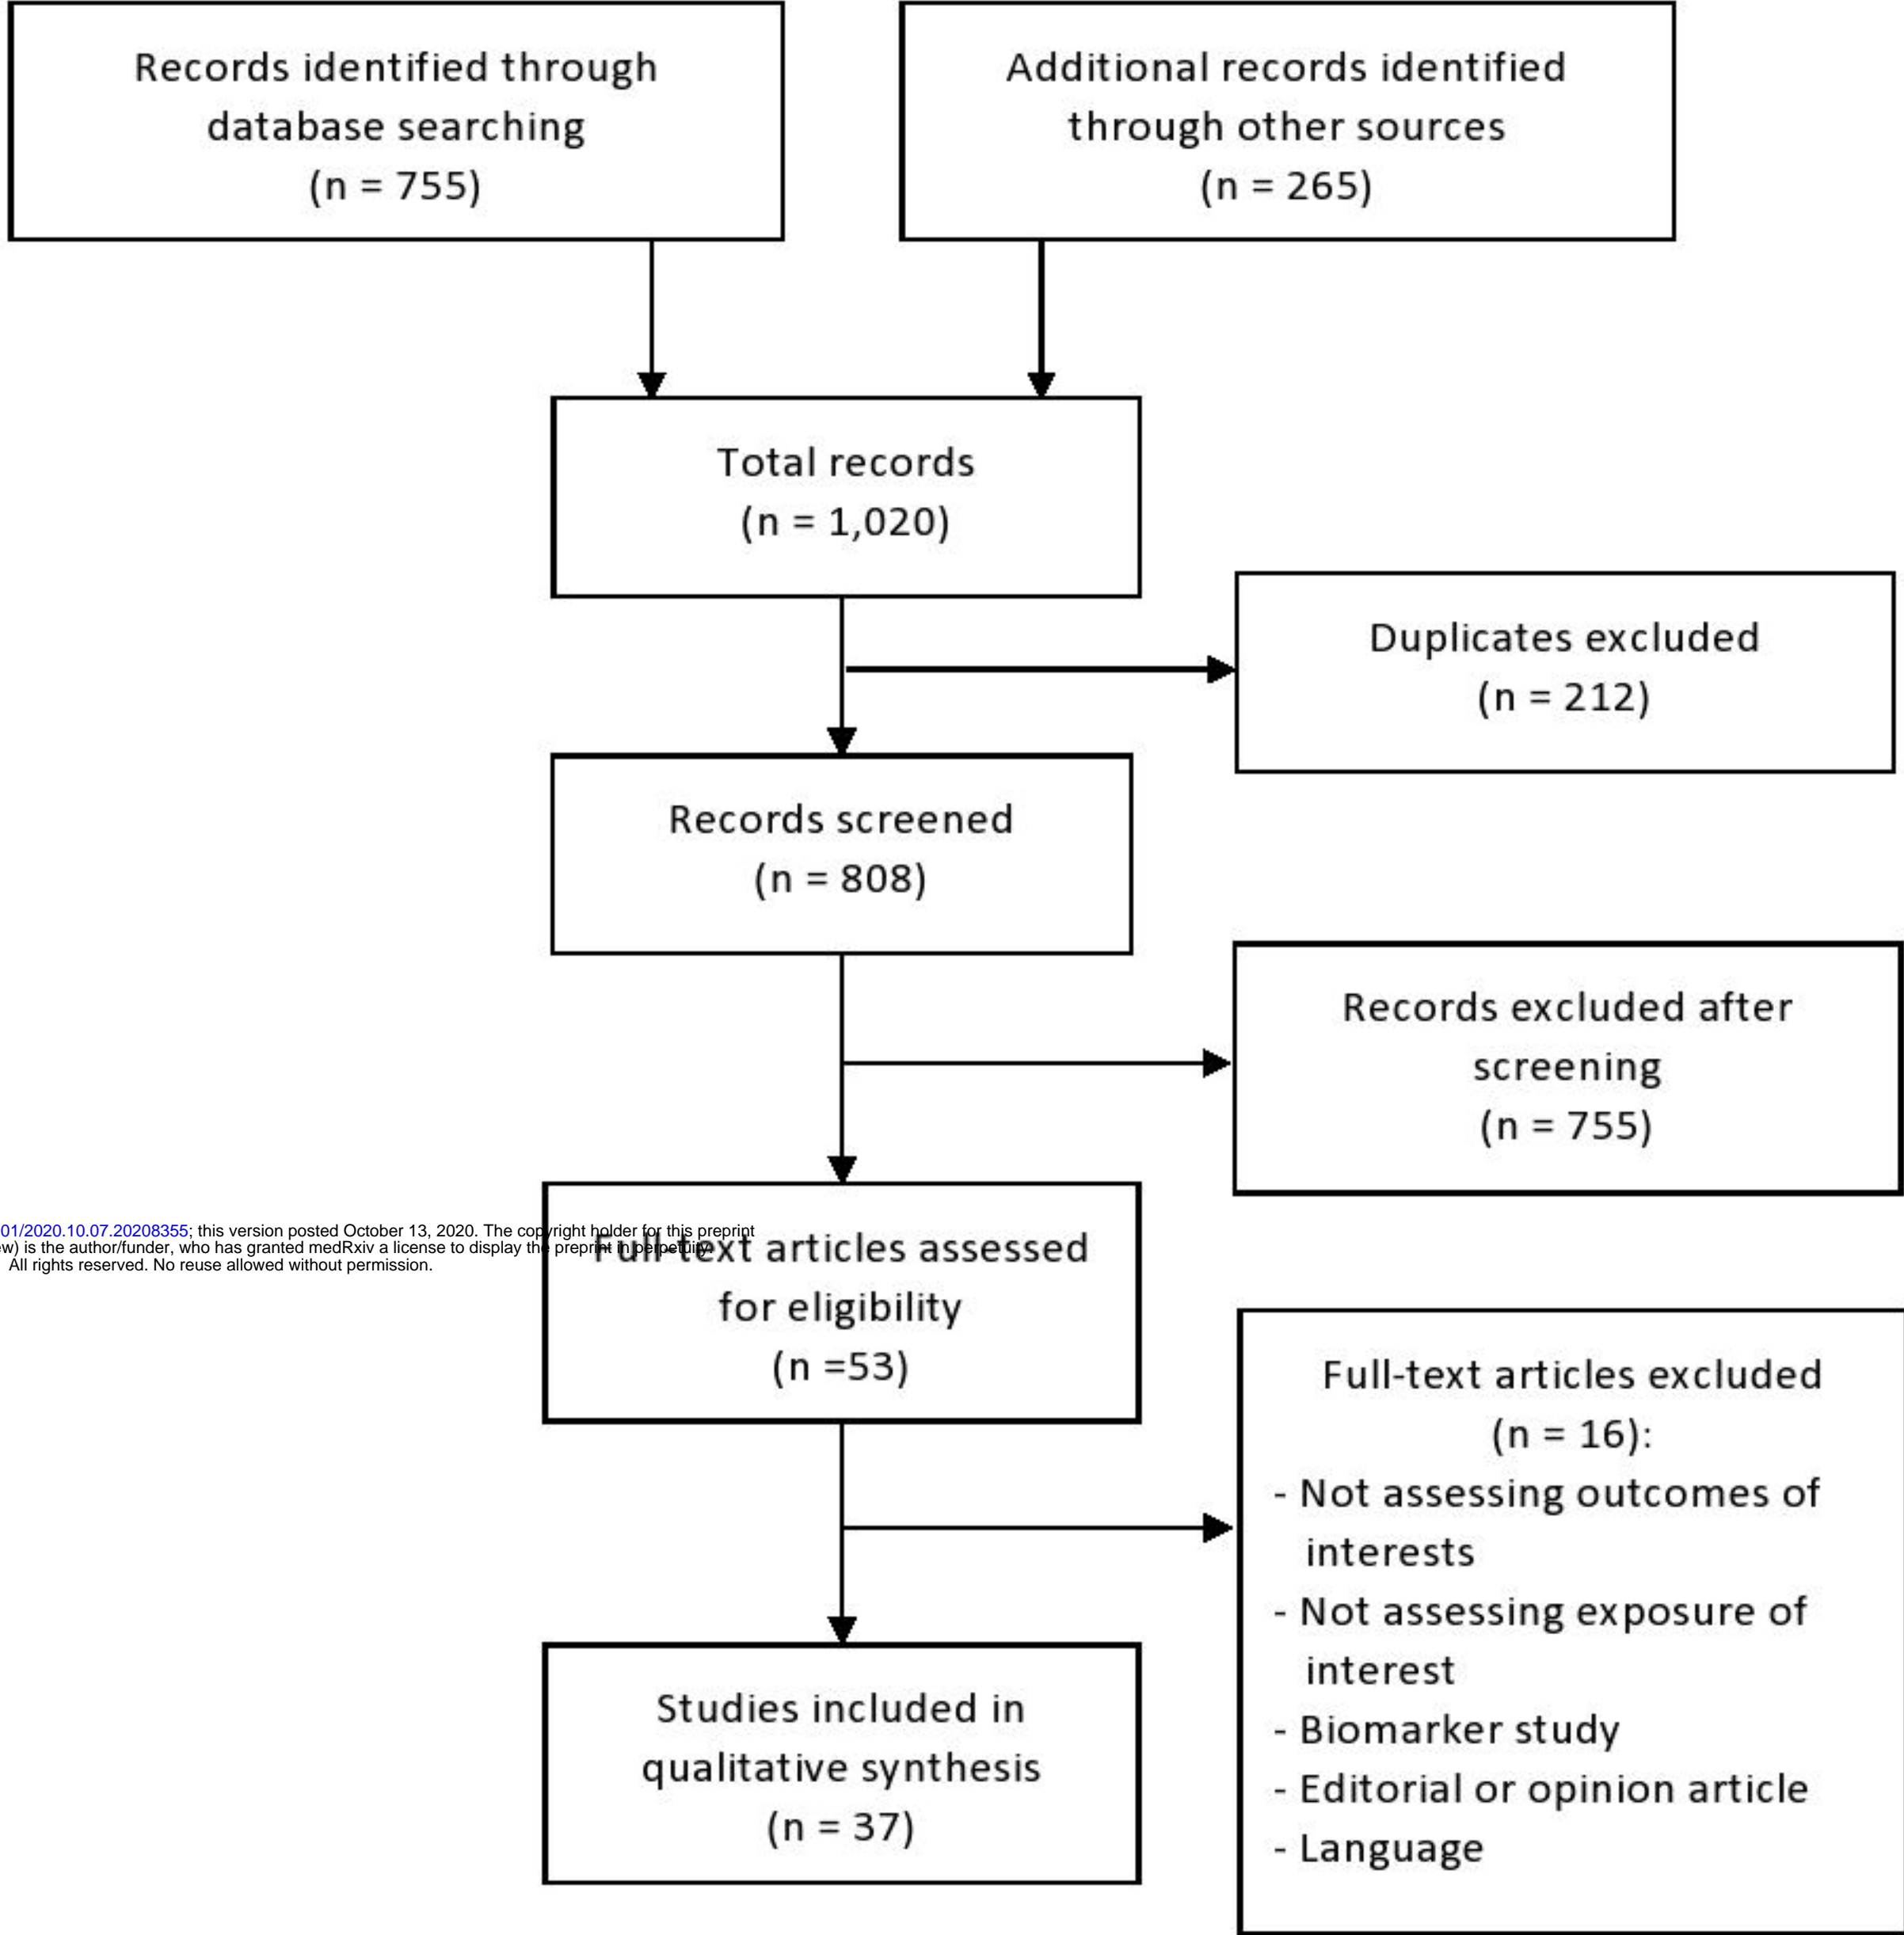 Records identified through
database searching
(n = 755)
Additional records identified
through other sources
(n = 265)
Total records
(n = 1,020)
Duplicates excluded
(n = 212)
Records screened
(n = 808)
Records excluded after
screening
(n = 755)
01/2020.10.07.20208355; this version posted October 13, 2020. The copyright holder for this preprint
w) is the author/funder, who has granted medRxiv a license to display the preprint in perpetuity.
All rights reserved. No reuse allowed without permission.
Full-text articles assessed
for eligibility
(n =53)
Full-text articles excluded
(n = 16):
- Not assessing outcomes of
interests
- Not assessing exposure of
interest
- Biomarker study
- Editorial or opinion article
- Language
Studies included in
qualitative synthesis
(n = 37)